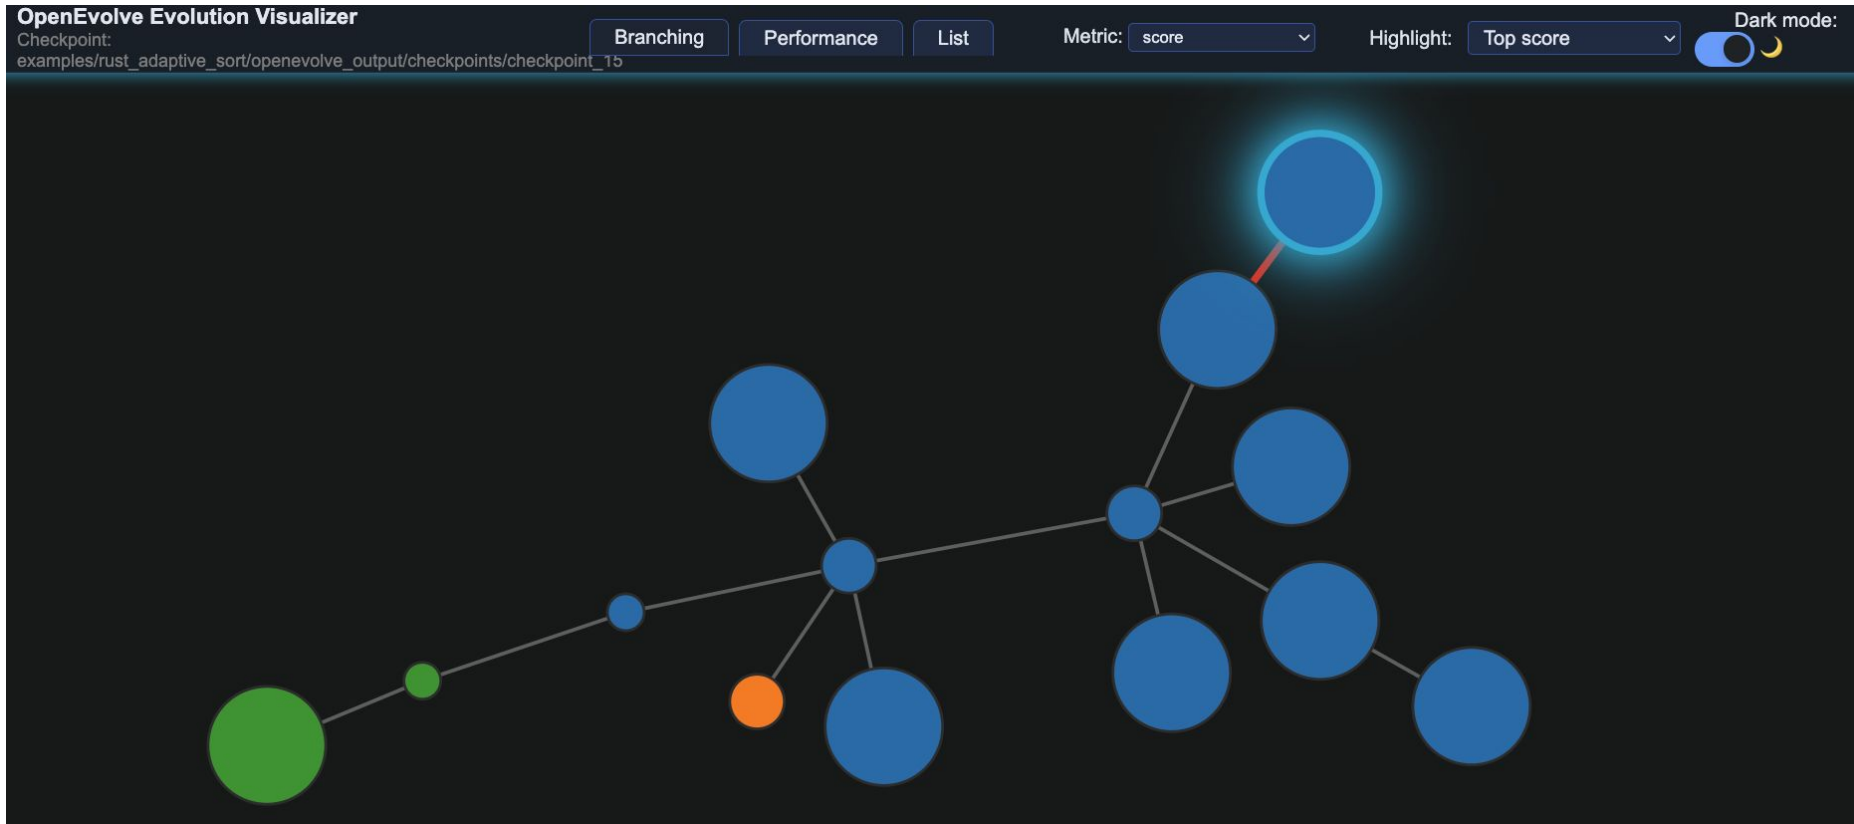 OpenEvolve Evolution Visualizer
Checkpoint:
examples/rust_adaptive_sort/openevolve_output/checkpoints/checkpoint_15
Branching
Performance
List
Metric:
score
Highlight:
Top score
Dark mode: